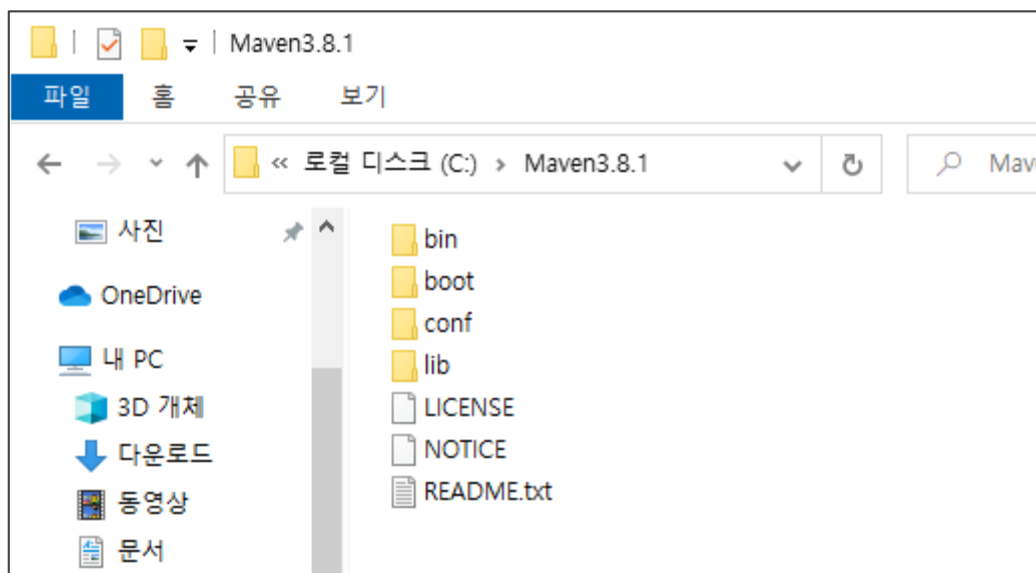 Maven3.8.1
파일 홈 공유 보기
« 로컬 디스크 (C:) › Maven3.8.1
Mav
사진
OneDrive
내 PC
3D 개체
다운로드
동영상
문서
bin
boot
conf
lib
LICENSE
NOTICE
README.txt